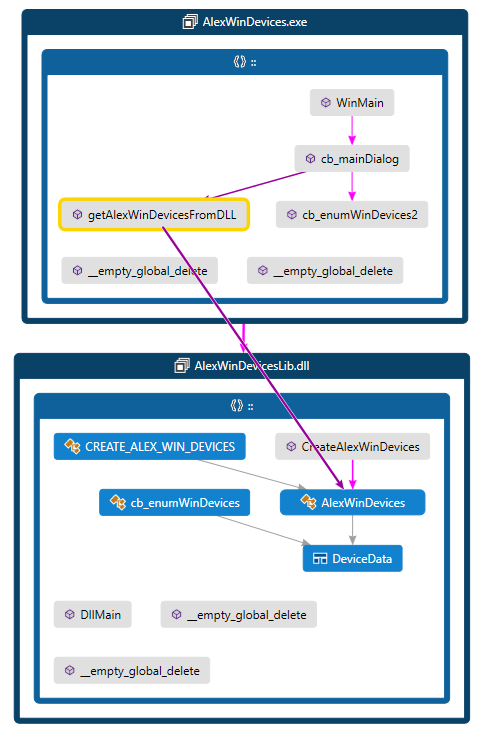 AlexWinDevices.exe
::
WinMain
cb_mainDialog
getAlexWinDevicesFromDLL
cb_enumWinDevices2
__empty_global_delete
__empty_global_delete
AlexWinDevicesLib.dll
::
CREATE_ALEX_WIN_DEVICES
CreateAlexWinDevices
cb_enumWinDevices
AlexWinDevices
DeviceData
DllMain
__empty_global_delete
__empty_global_delete